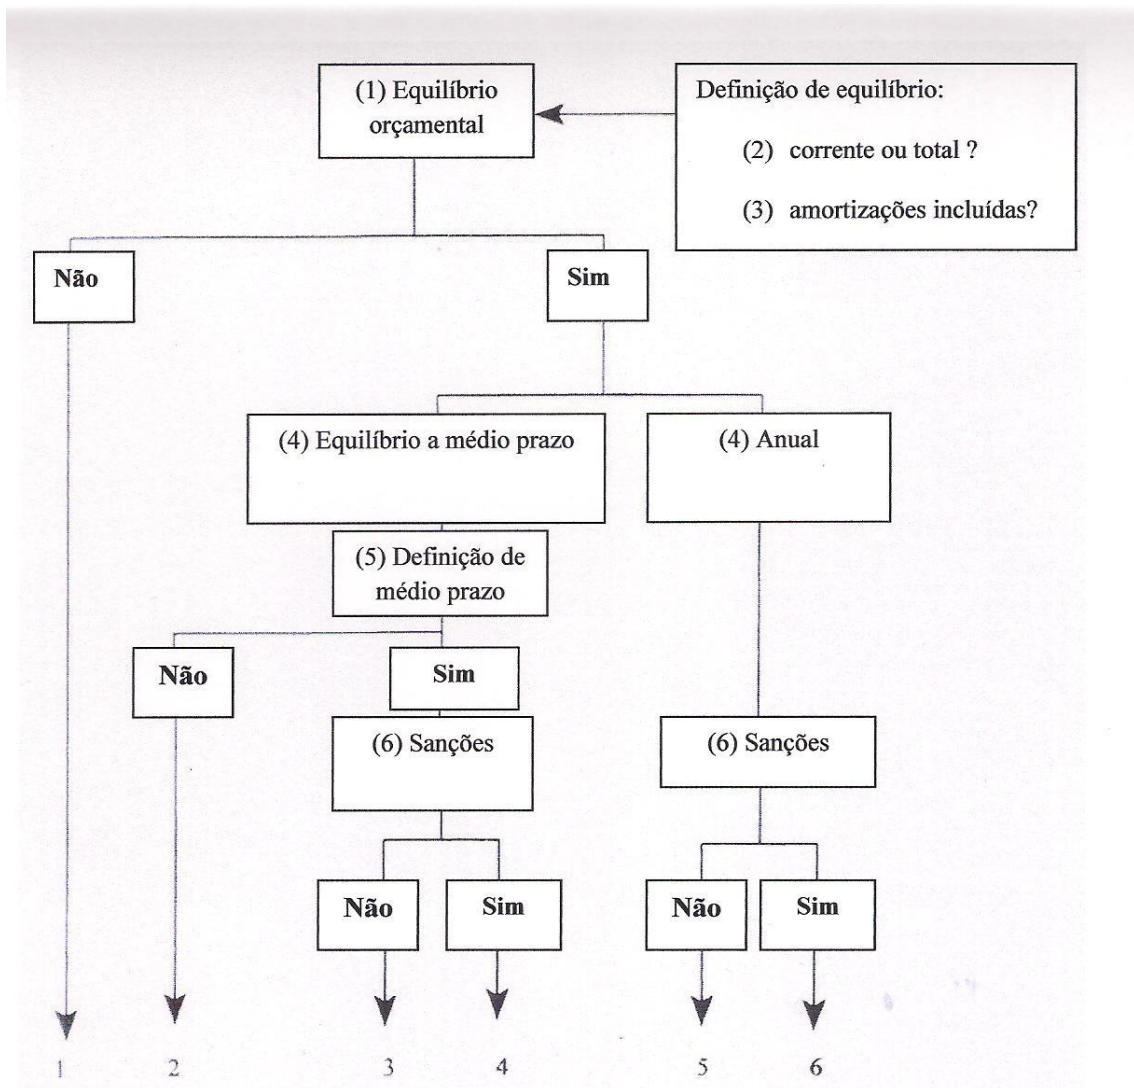 (1) Equilíbrio
orçamental
Definição de equilíbrio:
(2) corrente ou total ?
(3) amortizações incluídas?
Não
Sim
(4) Equilíbrio a médio prazo
(4) Anual
(5) Definição de
médio prazo
Não
Sim
(6) Sanções
(6) Sanções
Não
Sim
Não
Sim
1
2
3
4
5
6